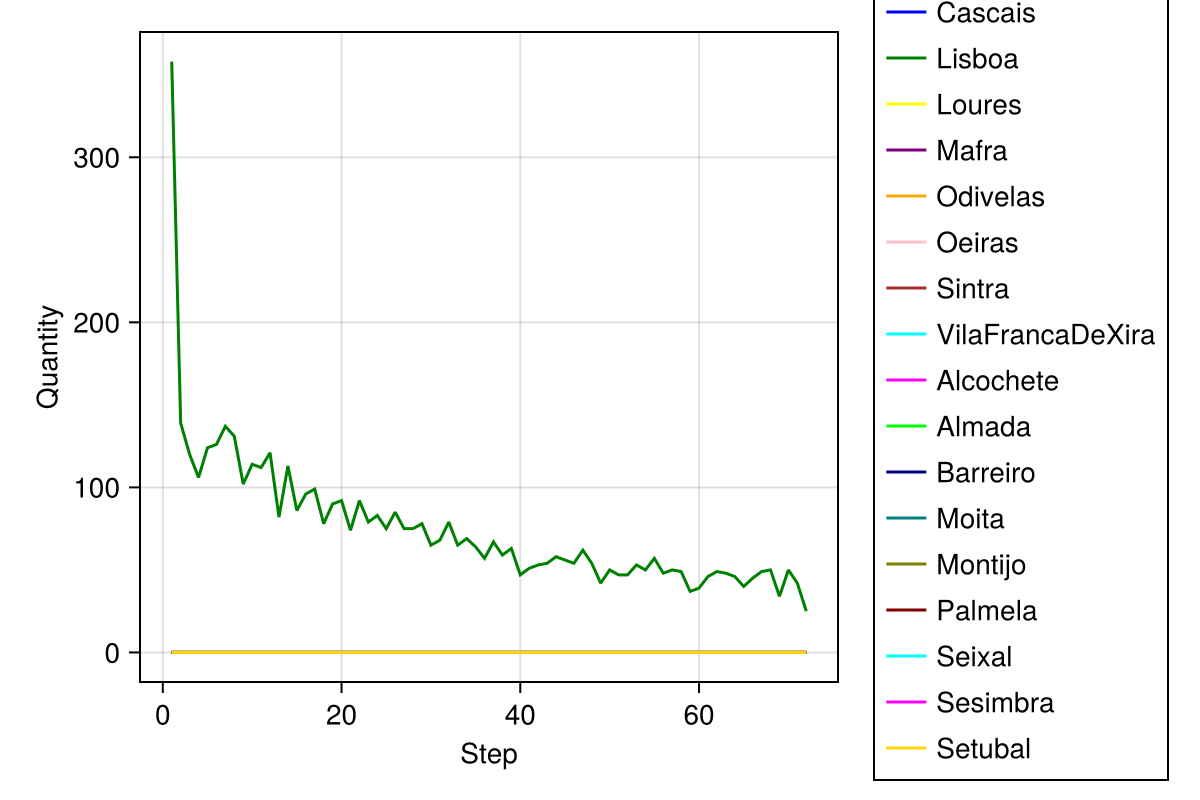 Cascais
Lisboa
Loures
Mafra
Odivelas
Oeiras
Sintra
VilaFrancaDeXira
Alcochete
Almada
Barreiro
Moita
Montijo
Palmela
Seixal
Sesimbra
Setubal
Quantity
300
200
100
0
0 20 40 60
Step